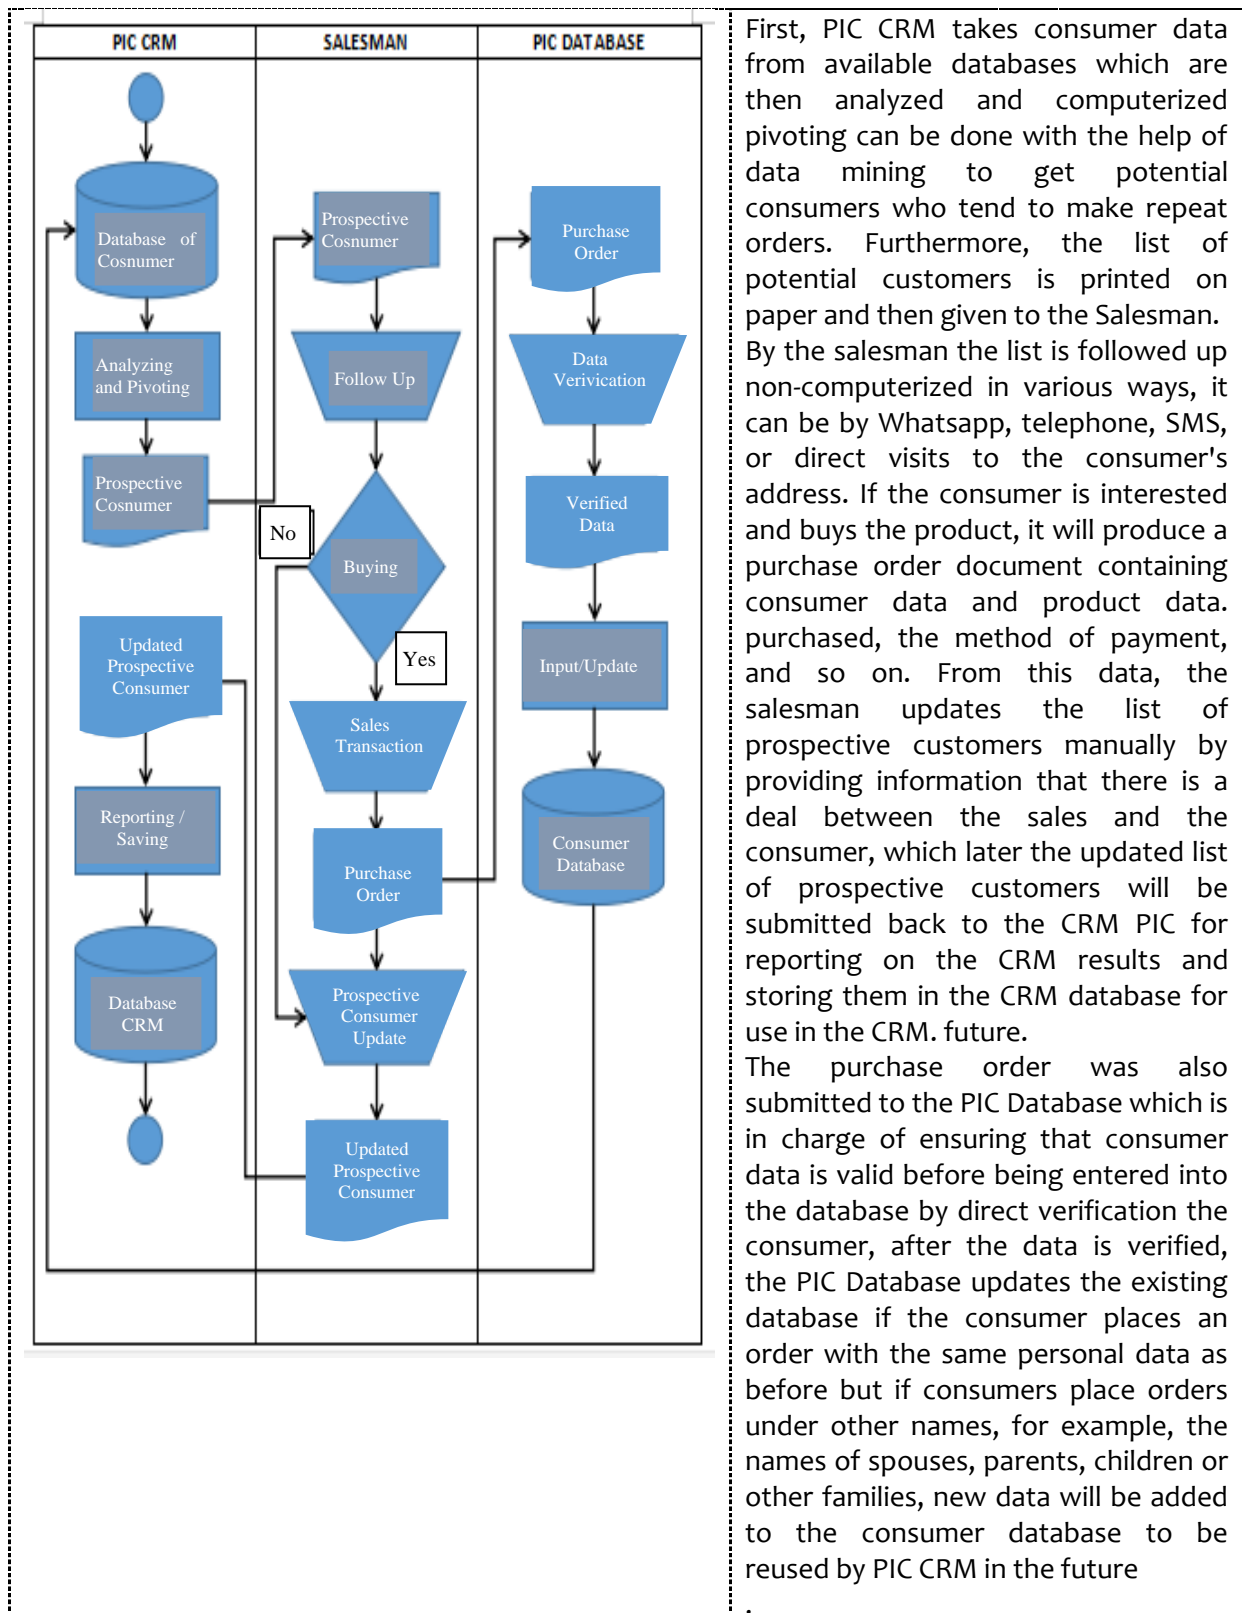 PIC CRM
SALESMAN
PIC DATABASE
Database of
Cosnumer
Analyzing
and Pivoting
Prospective
Cosnumer
Updated
Prospective
Consumer
Reporting /
Saving
Database
CRM
Prospective
Cosnumer
Follow Up
No
Buying
Yes
Sales
Transaction
Purchase
Order
Prospective
Consumer
Update
Updated
Prospective
Consumer
Purchase
Order
Data
Verivication
Verified
Data
Input/Update
Consumer
Database
First, PIC CRM takes consumer data
from available databases which are
then analyzed and computerized
pivoting can be done with the help of
data mining to get potential
consumers who tend to make repeat
orders. Furthermore, the list of
potential customers is printed on
paper and then given to the Salesman.
By the salesman the list is followed up
non-computerized in various ways, it
can be by Whatsapp, telephone, SMS,
or direct visits to the consumer's
address. If the consumer is interested
and buys the product, it will produce a
purchase order document containing
consumer data and product data.
purchased, the method of payment,
and so on. From this data, the
salesman updates the list of
prospective customers manually by
providing information that there is a
deal between the sales and the
consumer, which later the updated list
of prospective customers will be
submitted back to the CRM PIC for
reporting on the CRM results and
storing them in the CRM database for
use in the CRM. future.
The purchase order was also
submitted to the PIC Database which is
in charge of ensuring that consumer
data is valid before being entered into
the database by direct verification the
consumer, after the data is verified,
the PIC Database updates the existing
database if the consumer places an
order with the same personal data as
before but if consumers place orders
under other names, for example, the
names of spouses, parents, children or
other families, new data will be added
to the consumer database to be
reused by PIC CRM in the future
.